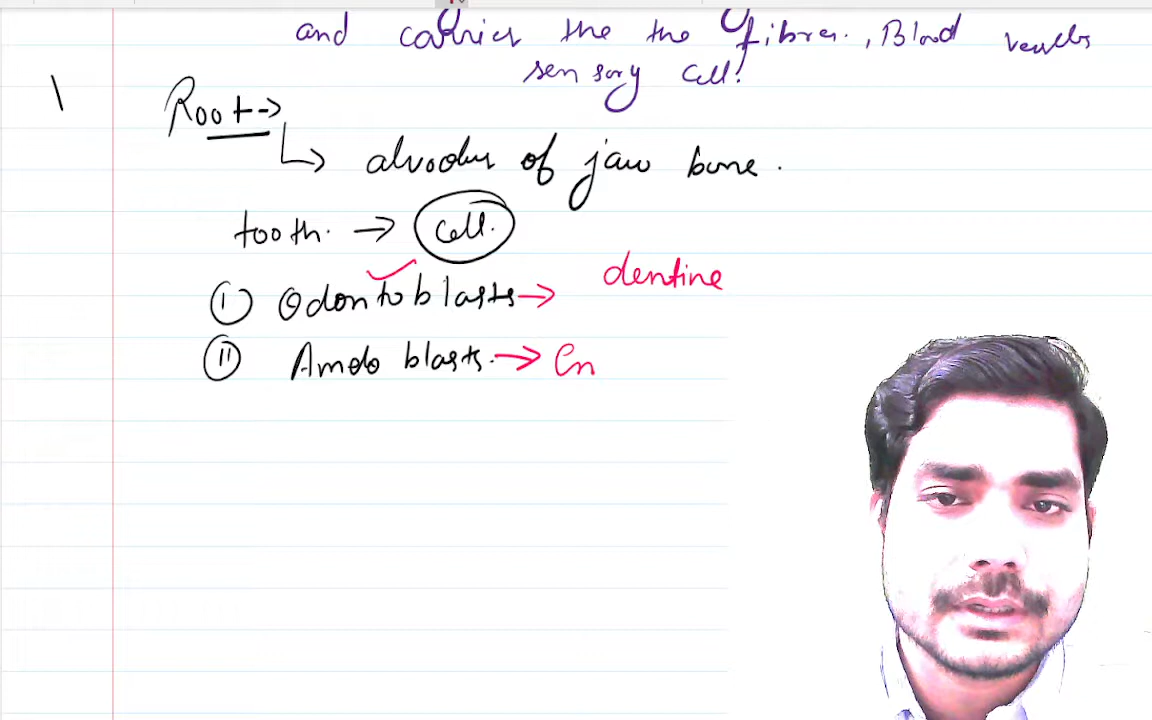 and carries the the fibres., Blood vessels
sensory cell.
Root →
↳ alveolus of jaw bone.
tooth. → cell.
(I) Odontoblasts → dentine
(II) Amelo blasts. → En